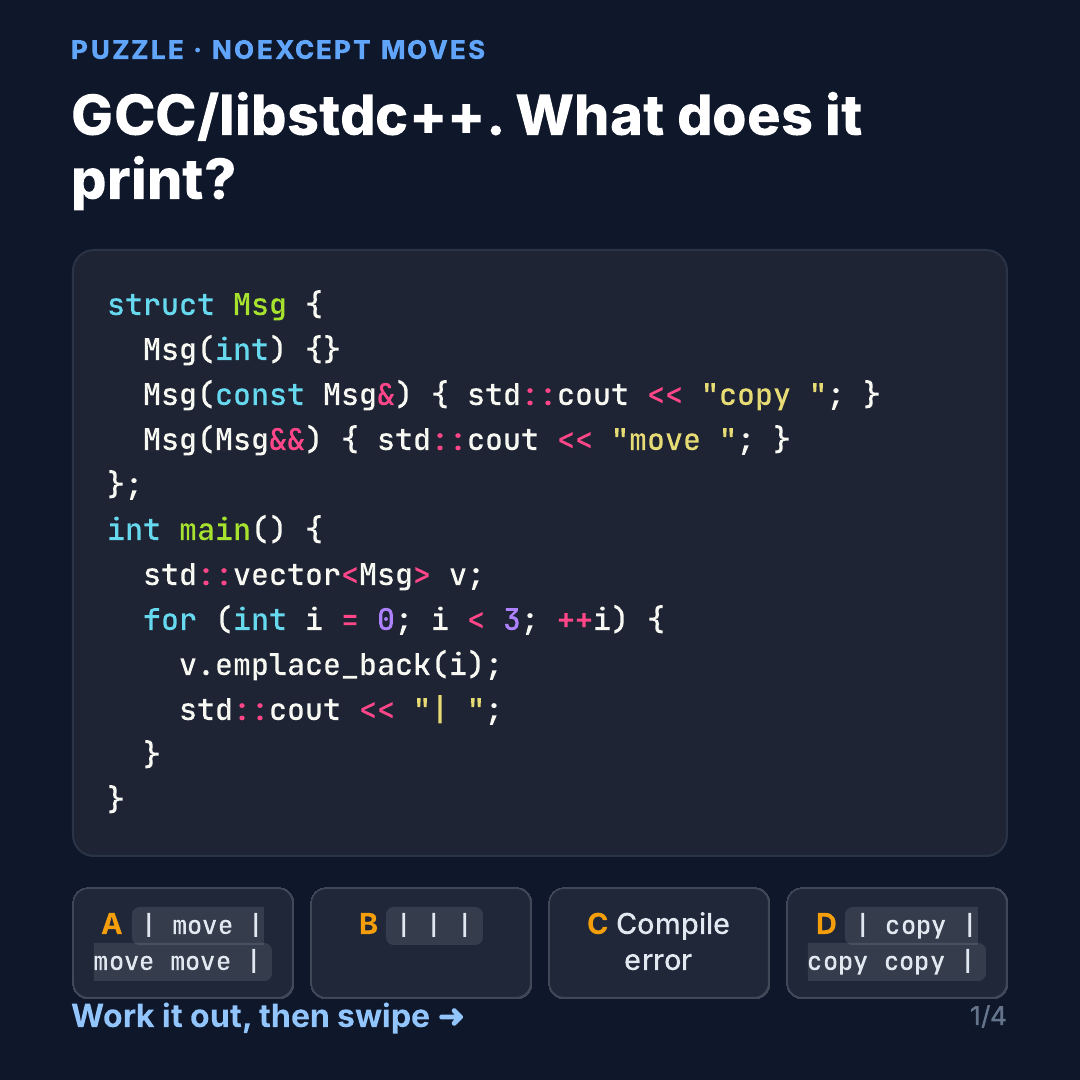 PUZZLE · NOEXCEPT MOVES
GCC/libstdc++. What does it
print?
struct Msg {
  Msg(int) {}
  Msg(const Msg&) { std::cout << "copy "; }
  Msg(Msg&&) { std::cout << "move "; }
};
int main() {
  std::vector<Msg> v;
  for (int i = 0; i < 3; ++i) {
    v.emplace_back(i);
    std::cout << "| ";
  }
}
A | move |
move move |
B | | |
C Compile
error
D | copy |
copy copy |
Work it out, then swipe ➜
1/4